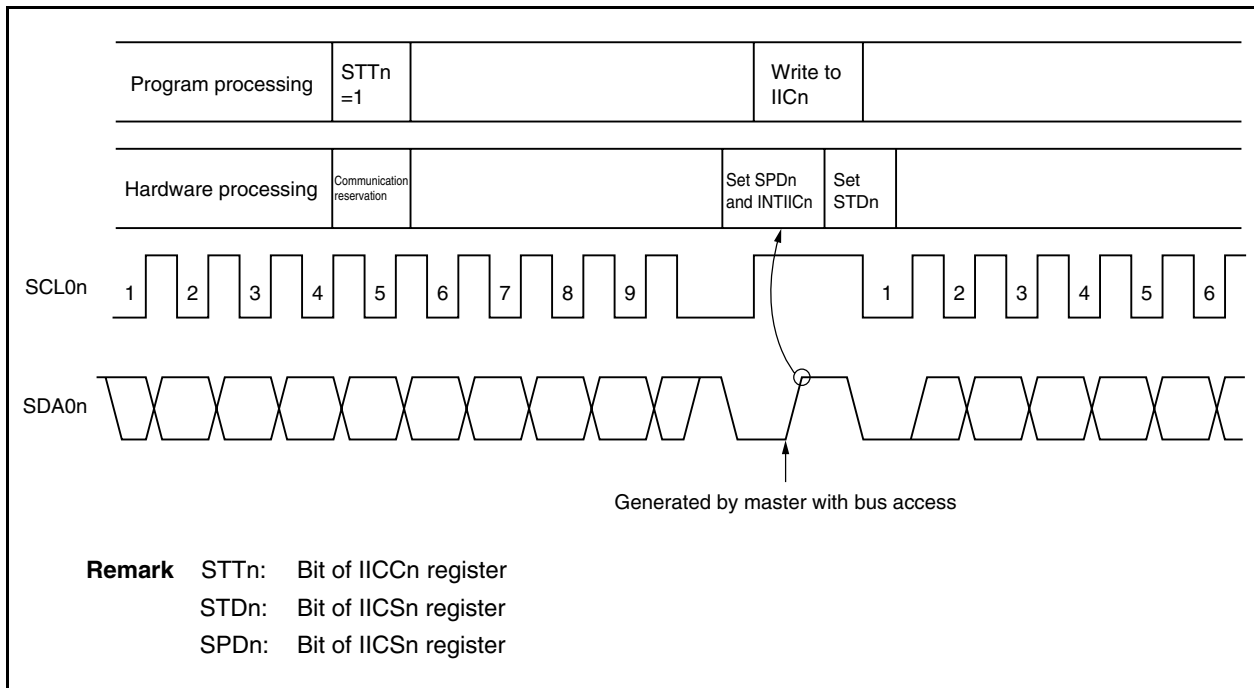 Program processing
STTn
=1
Write to
IICn
Hardware processing
Communication
reservation
Set SPDn
and INTIICn
Set
STDn
SCL0n
1 2 3 4 5 6 7 8 9 1 2 3 4 5 6
SDA0n
Generated by master with bus access
Remark STTn: Bit of IICCn register
STDn: Bit of IICSn register
SPDn: Bit of IICSn register